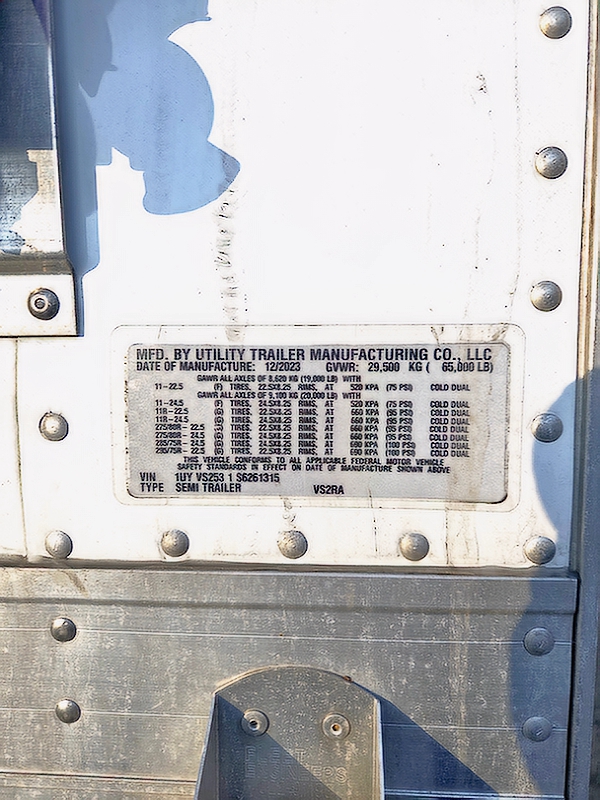 MFD. BY UTILITY TRAILER MANUFACTURING CO., LLC
DATE OF MANUFACTURE: 12/2023 GVWR: 29,500 KG ( 65,000 LB)
GAWR ALL AXLES OF 8,620 KG (19,000 LB) WITH
11-22.5 (F) TIRES, 22.5X8.25 RIMS, AT 520 KPA (75 PSI) COLD DUAL
GAWR ALL AXLES OF 9,100 KG (20,000 LB) WITH
11-24.5 (F) TIRES, 24.5X8.25 RIMS, AT 520 KPA (75 PSI) COLD DUAL
11R-22.5 (G) TIRES, 22.5X8.25 RIMS, AT 660 KPA (95 PSI) COLD DUAL
11R-24.5 (G) TIRES, 24.5X8.25 RIMS, AT 660 KPA (95 PSI) COLD DUAL
275/80R - 22.5 (G) TIRES, 22.5X8.25 RIMS, AT 660 KPA (95 PSI) COLD DUAL
275/80R - 24.5 (G) TIRES, 24.5X8.25 RIMS, AT 660 KPA (95 PSI) COLD DUAL
285/75R - 24.5 (G) TIRES, 24.5X8.25 RIMS, AT 690 KPA (100 PSI) COLD DUAL
295/75R - 22.5 (G) TIRES, 22.5X8.25 RIMS, AT 690 KPA (100 PSI) COLD DUAL
THIS VEHICLE CONFORMS TO ALL APPLICABLE FEDERAL MOTOR VEHICLE
SAFETY STANDARDS IN EFFECT ON DATE OF MANUFACTURE SHOWN ABOVE
VIN 1UY VS253 1 S6261315
TYPE SEMI TRAILER VS2RA